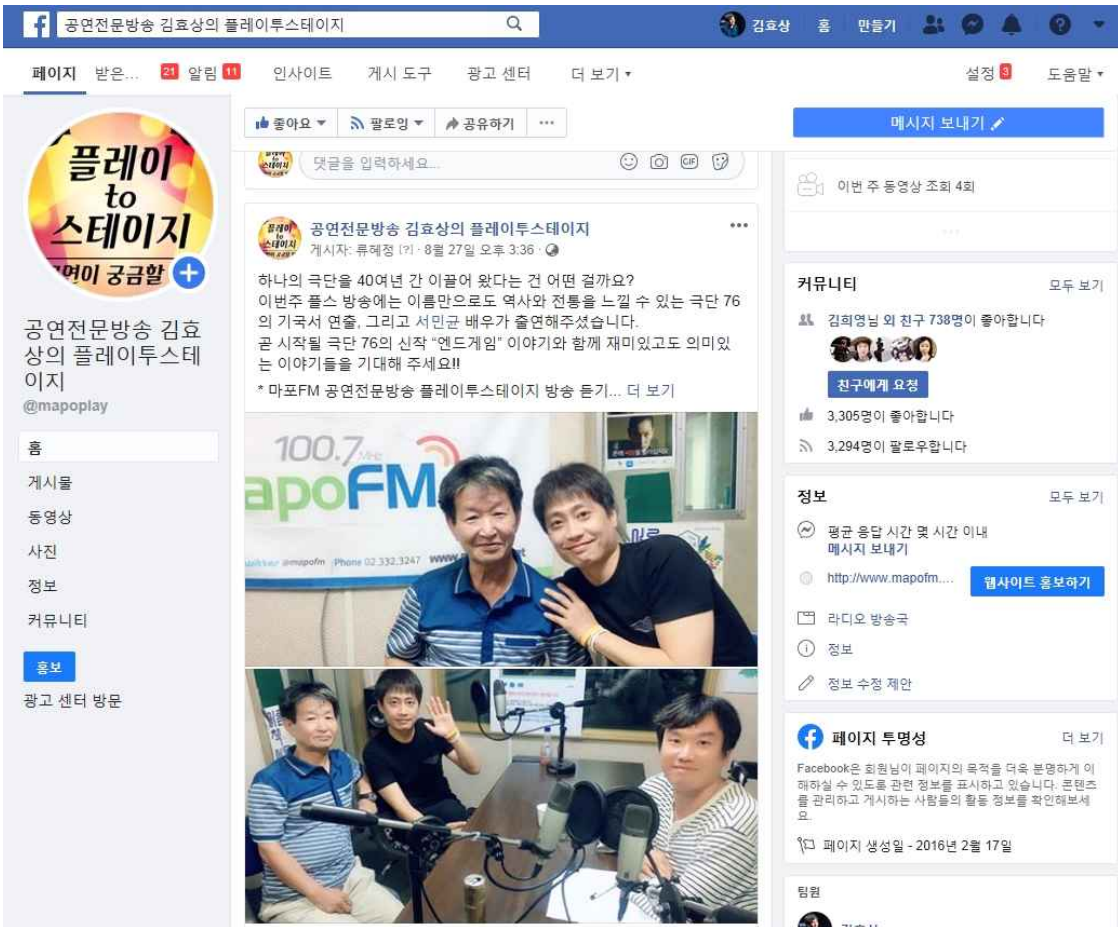 공연전문방송 김효상의 플레이투스테이지
김효상 홈 만들기
페이지 받은... 21 알림 11 인사이트 게시 도구 광고 센터 더 보기 설정 3 도움말
플레이
to
스테이지
공연전문방송 김효
상의 플레이투스테
이지
@mapoplay
홈
게시물
동영상
사진
정보
커뮤니티
홍보
광고 센터 방문
좋아요 팔로잉 공유하기 ...
댓글을 입력하세요...
GIF
공연전문방송 김효상의 플레이투스테이지
게시자: 류혜정 [?] · 8월 27일 오후 3:36 ·
하나의 극단을 40여년 간 이끌어 왔다는 건 어떤 걸까요?
이번주 플스 방송에는 이름만으로도 역사와 전통을 느낄 수 있는 극단 76
의 기국서 연출, 그리고 서민균 배우가 출연해주셨습니다.
곧 시작될 극단 76의 신작 “엔드게임” 이야기와 함께 재미있고도 의미있
는 이야기들을 기대해 주세요!!
* 마포FM 공연전문방송 플레이투스테이지 방송 듣기... 더 보기
100.7 MHz
apoFM
@mapofm Phone 02.332.3247
메시지 보내기
이번 주 동영상 조회 4회
...
커뮤니티 모두 보기
김희영님 외 친구 738명이 좋아합니다
친구에게 요청
3,305명이 좋아합니다
3,294명이 팔로우합니다
정보 모두 보기
평균 응답 시간 몇 시간 이내
메시지 보내기
http://www.mapofm.... 웹사이트 홍보하기
라디오 방송국
정보
정보 수정 제안
페이지 투명성 더 보기
Facebook은 회원님이 페이지의 목적을 더욱 분명하게 이
해하실 수 있도록 관련 정보를 표시하고 있습니다. 콘텐츠
를 관리하고 게시하는 사람들의 활동 정보를 확인해보세
요.
페이지 생성일 - 2016년 2월 17일
팀원